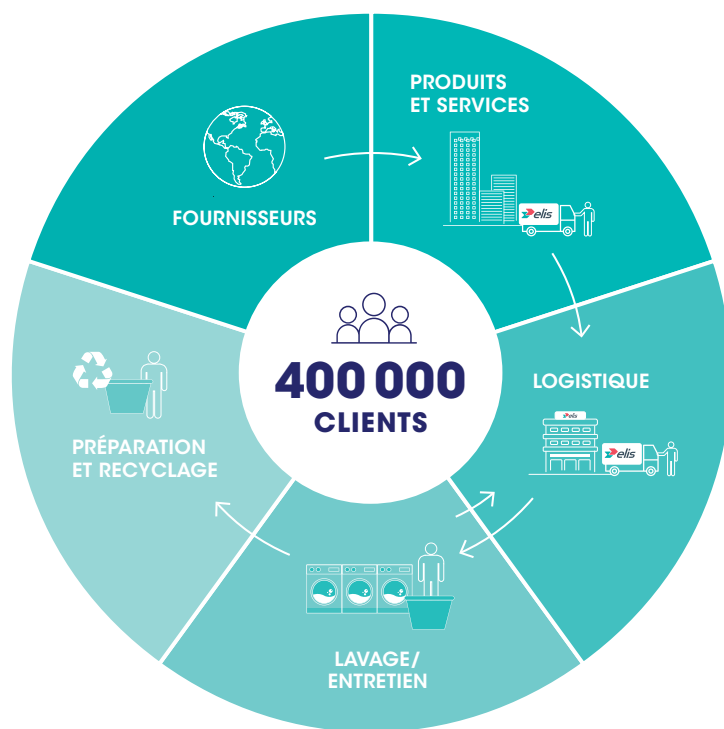 PRODUITS
ET SERVICES
elis
FOURNISSEURS
400 000
CLIENTS
LOGISTIQUE
elis
elis
PRÉPARATION
ET RECYCLAGE
LAVAGE/
ENTRETIEN